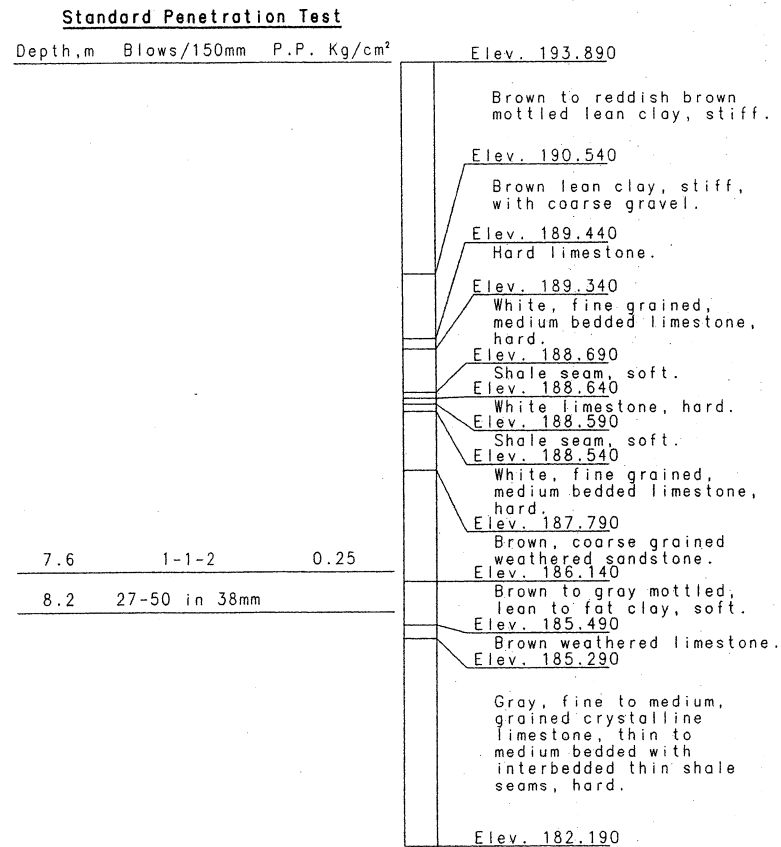 Standard Penetration Test
Depth,m Blows/150mm P.P. Kg/cm²
Elev. 193.890
Brown to reddish brown
mottled lean clay, stiff.
Elev. 190.540
Brown lean clay, stiff,
with coarse gravel.
Elev. 189.440
Hard limestone.
Elev. 189.340
White, fine grained,
medium bedded limestone,
hard.
Elev. 188.690
Shale seam, soft.
Elev. 188.640
White limestone, hard.
Elev. 188.590
Shale seam, soft.
Elev. 188.540
White, fine grained,
medium bedded limestone,
hard.
Elev. 187.790
Brown, coarse grained
weathered sandstone.
7.6 1-1-2 0.25
Elev. 186.140
Brown to gray mottled,
lean to fat clay, soft.
8.2 27-50 in 38mm
Elev. 185.490
Brown weathered limestone.
Elev. 185.290
Gray, fine to medium,
grained crystalline
limestone, thin to
medium bedded with
interbedded thin shale
seams, hard.
Elev. 182.190